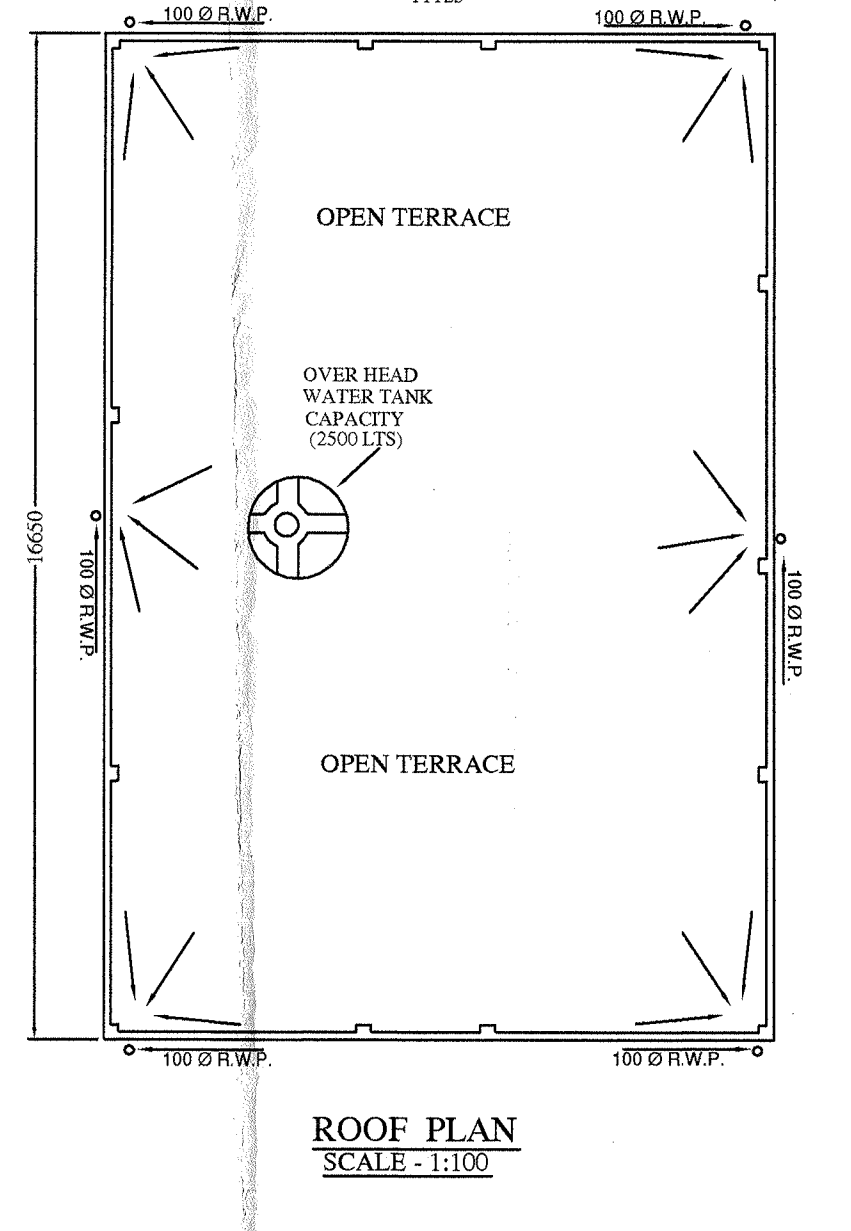 100 Ø R.W.P.
100 Ø R.W.P.
OPEN TERRACE
OVER HEAD
WATER TANK
CAPACITY
(2500 LTS)
16650
100 Ø R.W.P.
100 Ø R.W.P.
OPEN TERRACE
100 Ø R.W.P.
100 Ø R.W.P.
ROOF PLAN
SCALE - 1:100